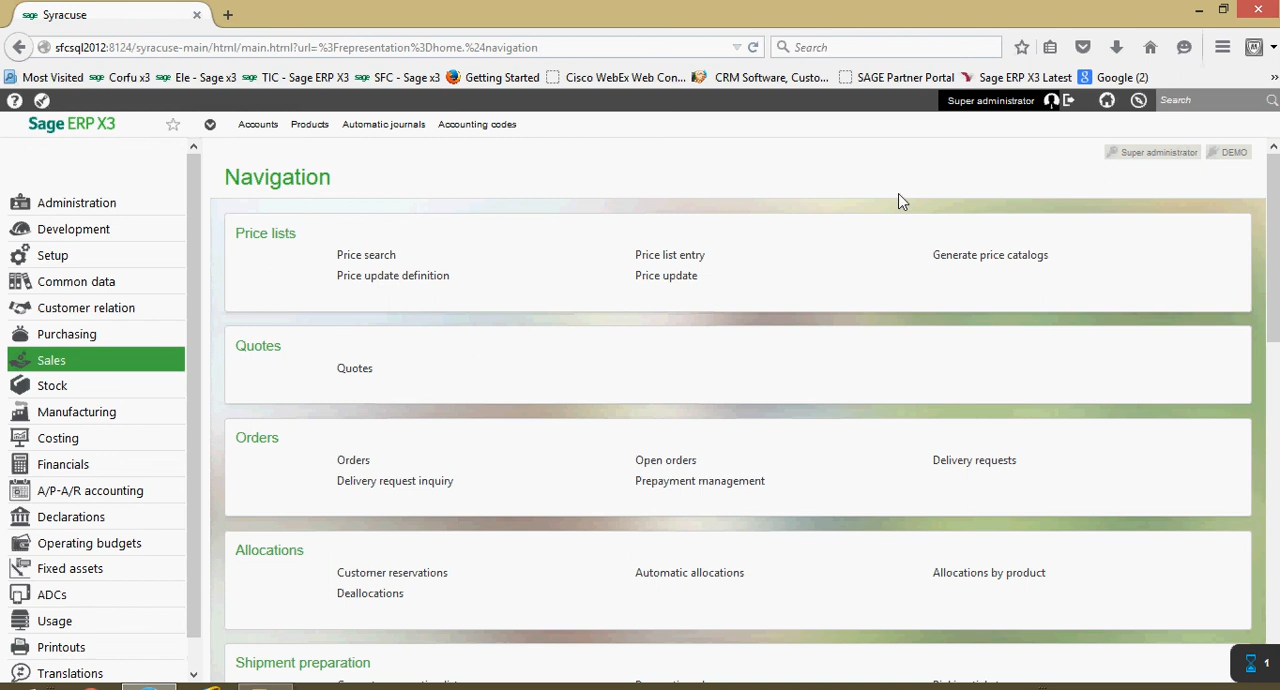 sage Syracuse
sfcsql2012:8124/syracuse-main/html/main.html?url=%3Frepresentation%3Dhome.%24navigation
Search
Most Visited sage Corfu x3 sage Ele - Sage x3 sage TIC - Sage ERP X3 sage SFC - Sage x3 Getting Started Cisco WebEx Web Con... CRM Software, Custo... SAGE Partner Portal Sage ERP X3 Latest 8 Google (2) »
? Super administrator Search
Sage ERP X3 Accounts Products Automatic journals Accounting codes
Super administrator DEMO
Navigation
Administration
Development
Setup
Common data
Customer relation
Purchasing
Sales
Stock
Manufacturing
Costing
Financials
A/P-A/R accounting
Declarations
Operating budgets
Fixed assets
ADCs
Usage
Printouts
Translations
Price lists
Price search Price list entry Generate price catalogs
Price update definition Price update
Quotes
Quotes
Orders
Orders Open orders Delivery requests
Delivery request inquiry Prepayment management
Allocations
Customer reservations Automatic allocations Allocations by product
Deallocations
Shipment preparation
1